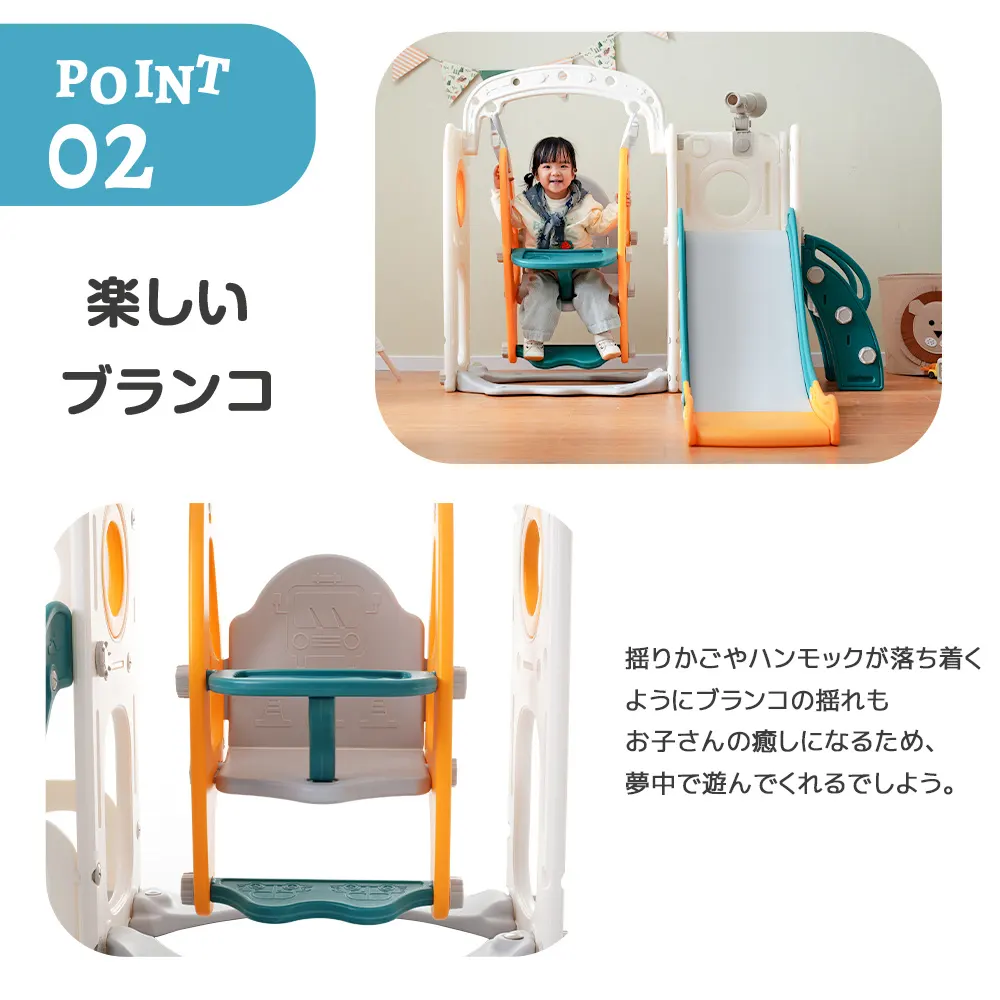 POINT
02
楽しい
ブランコ
揺りかごやハンモックが落ち着く
ようにブランコの揺れも
お子さんの癒しになるため、
夢中で遊んでくれるでしよう。